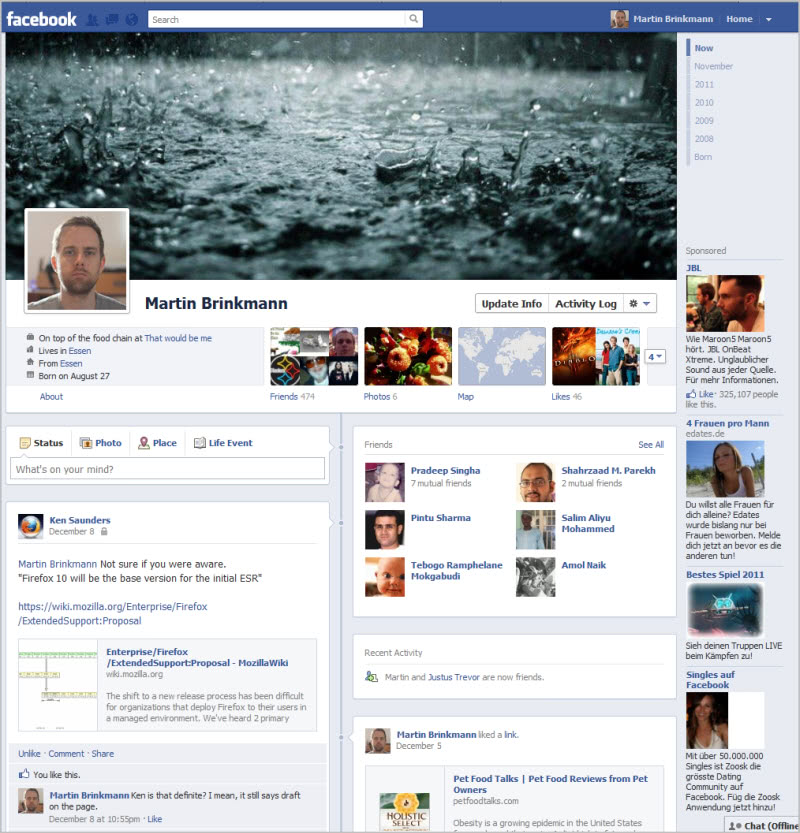 facebook
Search
Martin Brinkmann Home
Now
November
2011
2010
2009
2008
Born
Martin Brinkmann
Update Info
Activity Log
On top of the food chain at That would be me
Lives in Essen
From Essen
Born on August 27
About
Friends 474
Photos 6
Map
DIABLO
Likes 46
4
Status
Photo
Place
Life Event
What's on your mind?
Ken Saunders
December 8
Martin Brinkmann Not sure if you were aware.
"Firefox 10 will be the base version for the initial ESR"
https://wiki.mozilla.org/Enterprise/Firefox
/ExtendedSupport:Proposal
Enterprise/Firefox
/ExtendedSupport:Proposal - MozillaWiki
wiki.mozilla.org
The shift to a new release process has been difficult
for organizations that deploy Firefox to their users in
a managed environment. We've heard 2 primary
Unlike · Comment · Share
You like this.
Martin Brinkmann Ken is that definite? I mean, it still says draft
on the page.
December 8 at 10:55pm · Like
Friends
See All
Pradeep Singha
7 mutual friends
Shahrzaad M. Parekh
2 mutual friends
Pintu Sharma
Salim Aliyu
Mohammed
Tebogo Ramphelane
Mokgabudi
Amol Naik
Recent Activity
Martin and Justus Trevor are now friends.
Martin Brinkmann liked a link.
December 5
HOLISTIC
SELECT
Pet Food Talks | Pet Food Reviews from Pet
Owners
petfoodtalks.com
Obesity is a growing epidemic in the United States
Sponsored
JBL
Wie Maroon5 Maroon5
hört. JBL OnBeat
Xtreme. Unglaublicher
Sound aus jeder Quelle.
Für mehr Informationen.
Like · 325,107 people
like this.
4 Frauen pro Mann
edates.de
Du willst alle Frauen für
dich alleine? Edates
wurde bislang nur bei
Frauen beworben. Melde
dich jetzt an bevor es die
anderen tun!
Bestes Spiel 2011
Sieh deinen Truppen LIVE
beim Kämpfen zu!
Singles auf
Facebook
Mit über 50.000.000
Singles ist Zoosk die
grösste Dating
Community auf
Facebook. Füg die Zoosk
Anwendung jetzt hinzu!
Chat (Offline